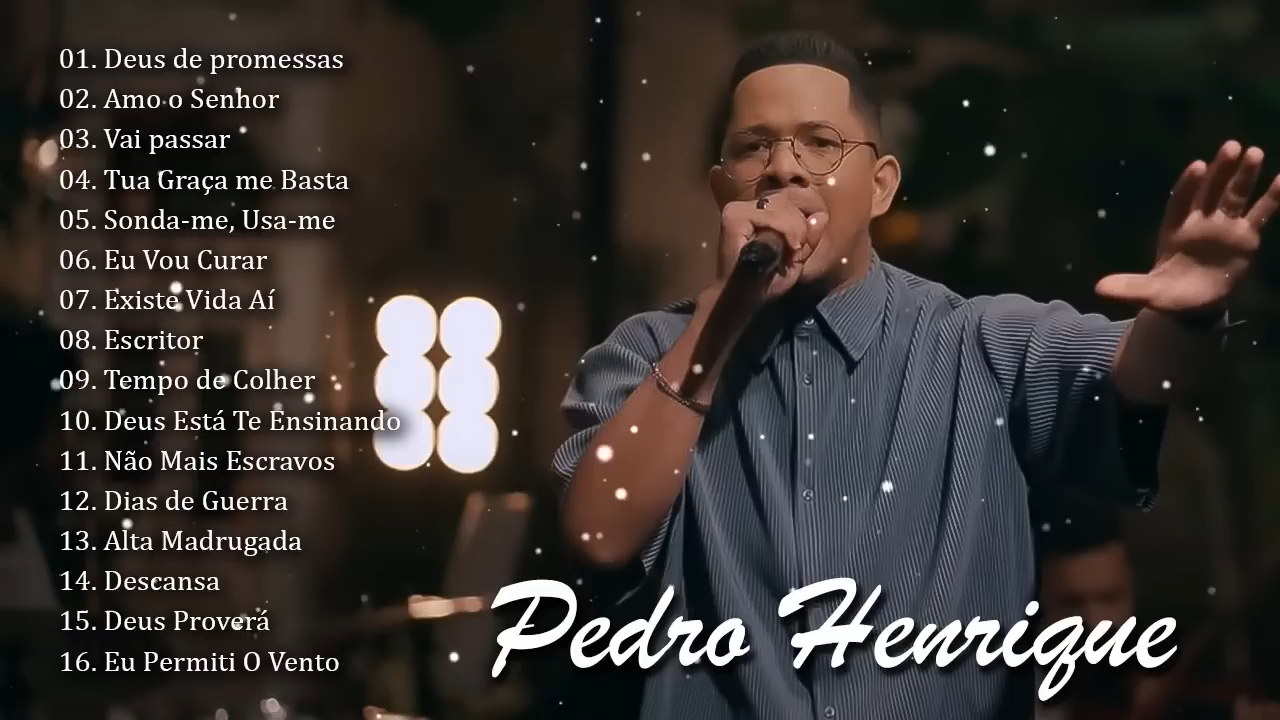 01. Deus de promessas
02. Amo o Senhor
03. Vai passar
04. Tua Graça me Basta
05. Sonda-me, Usa-me
06. Eu Vou Curar
07. Existe Vida Aí
08. Escritor
09. Tempo de Colher
10. Deus Está Te Ensinando
11. Não Mais Escravos
12. Dias de Guerra
13. Alta Madrugada
14. Descansa
15. Deus Proverá
16. Eu Permiti O Vento
Pedro Henrique